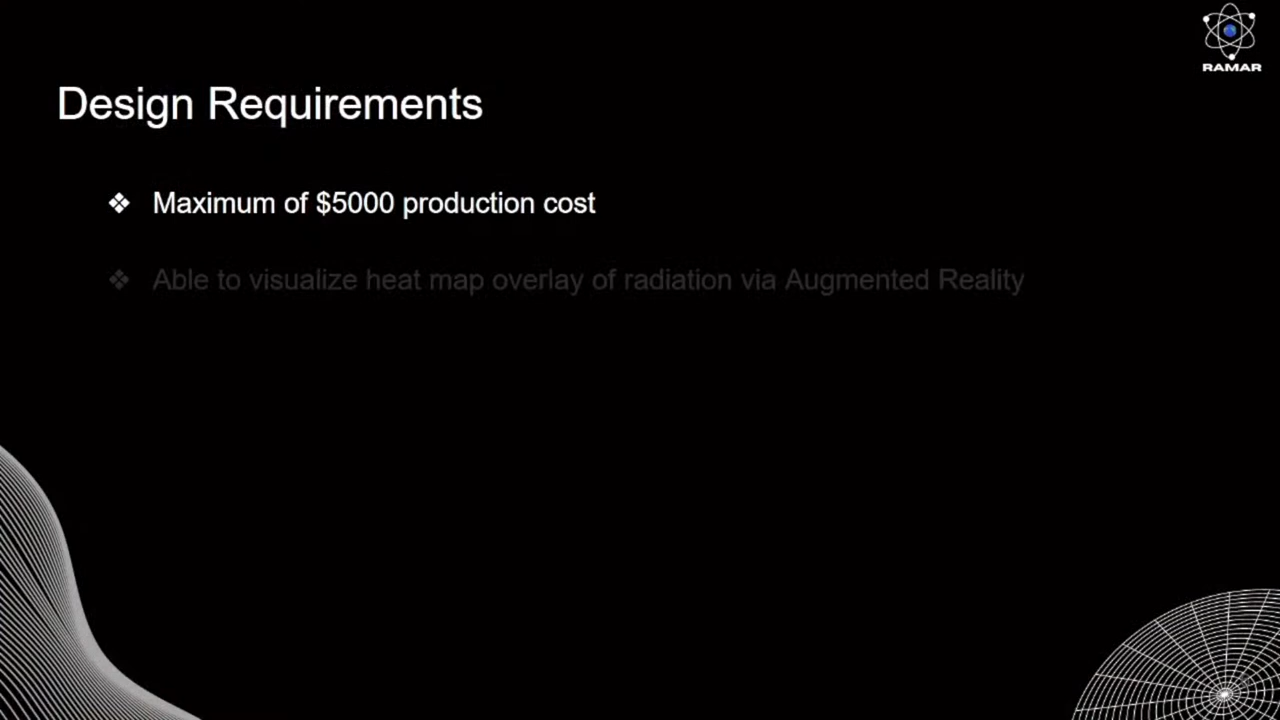 RAMAR
Design Requirements
❖ Maximum of $5000 production cost
❖ Able to visualize heat map overlay of radiation via Augmented Reality